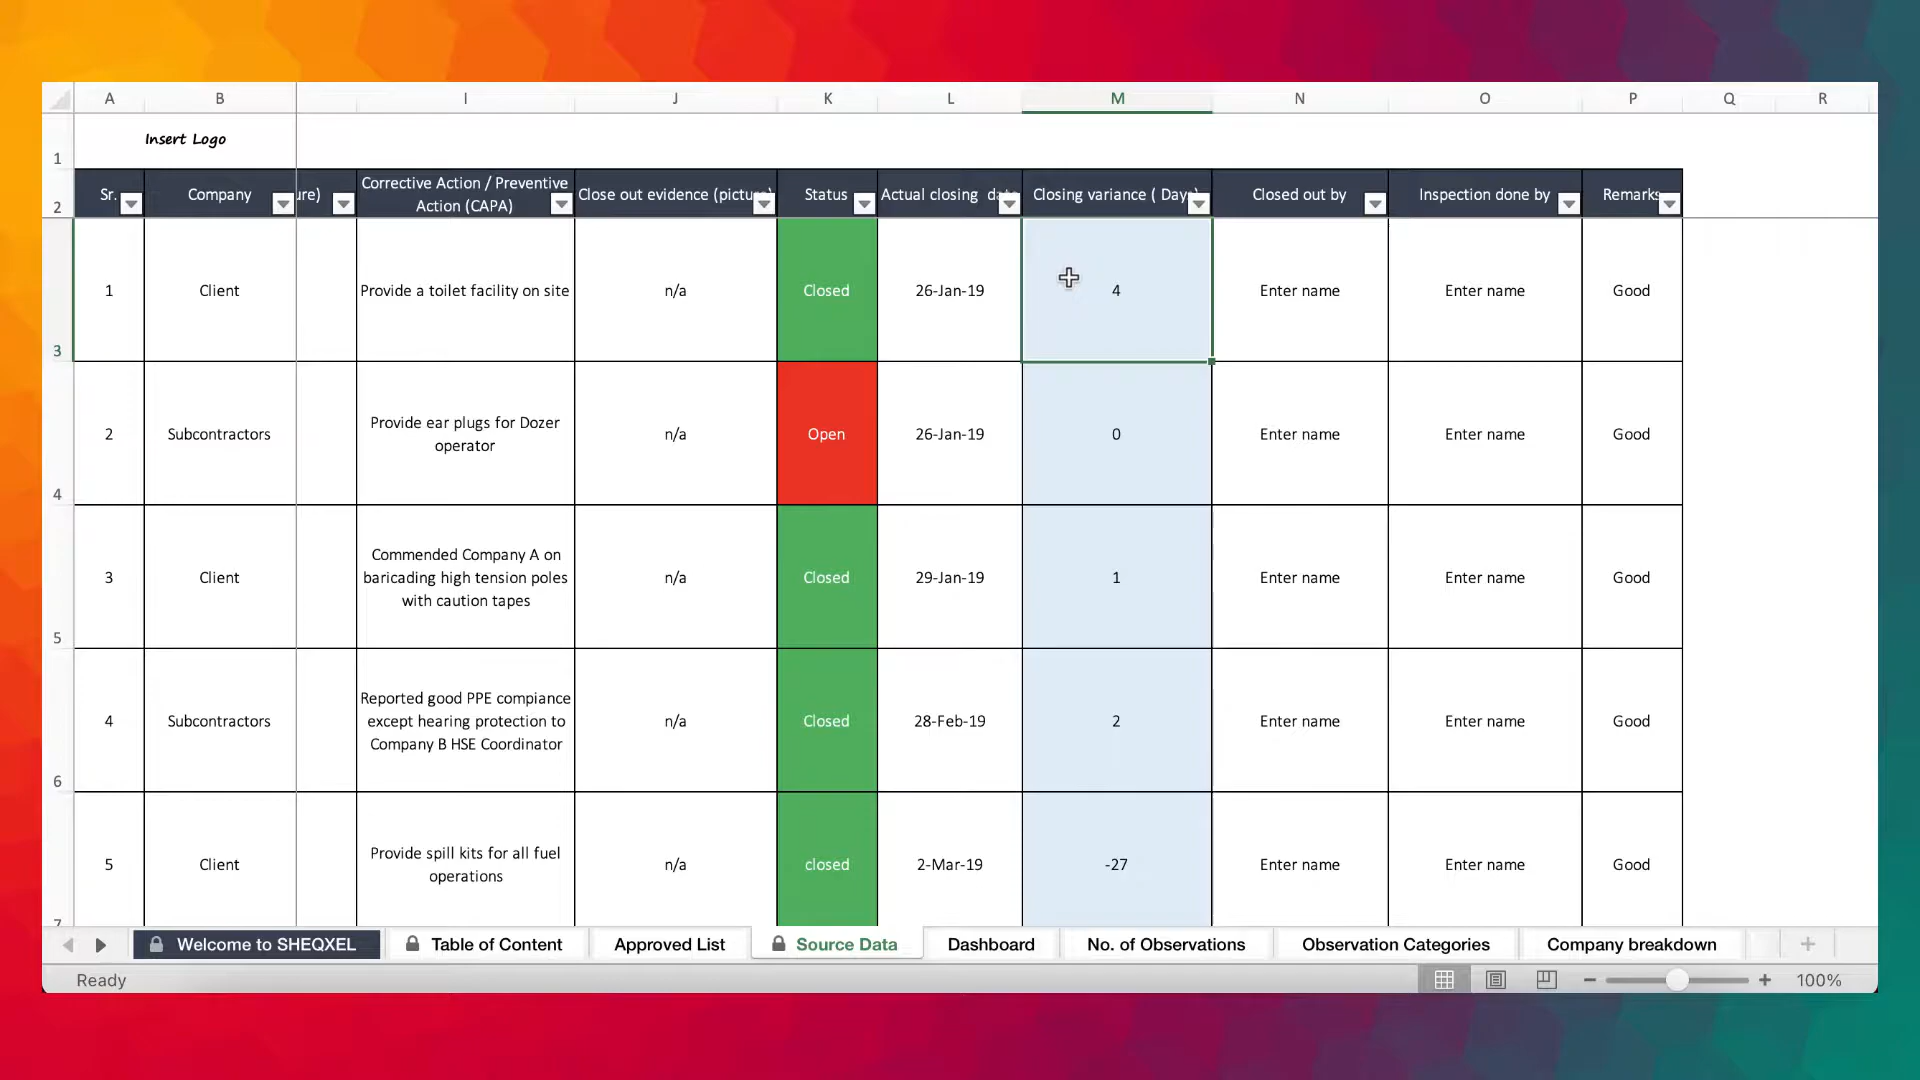 A B I J K L M N O P Q R
Insert Logo
1
Sr. Company ure) Corrective Action / Preventive Close out evidence (pictu Status Actual closing da Closing variance ( Day Closed out by Inspection done by Remarks
Action (CAPA)
2
1 Client Provide a toilet facility on site n/a Closed 26-Jan-19 4 Enter name Enter name Good
3
Provide ear plugs for Dozer
2 Subcontractors operator n/a Open 26-Jan-19 0 Enter name Enter name Good
4
Commended Company A on
3 Client baricading high tension poles n/a Closed 29-Jan-19 1 Enter name Enter name Good
with caution tapes
5
Reported good PPE compiance
4 Subcontractors except hearing protection to n/a Closed 28-Feb-19 2 Enter name Enter name Good
Company B HSE Coordinator
6
Provide spill kits for all fuel
5 Client operations n/a closed 2-Mar-19 -27 Enter name Enter name Good
7
Welcome to SHEQXEL Table of Content Approved List Source Data Dashboard No. of Observations Observation Categories Company breakdown
Ready 100%